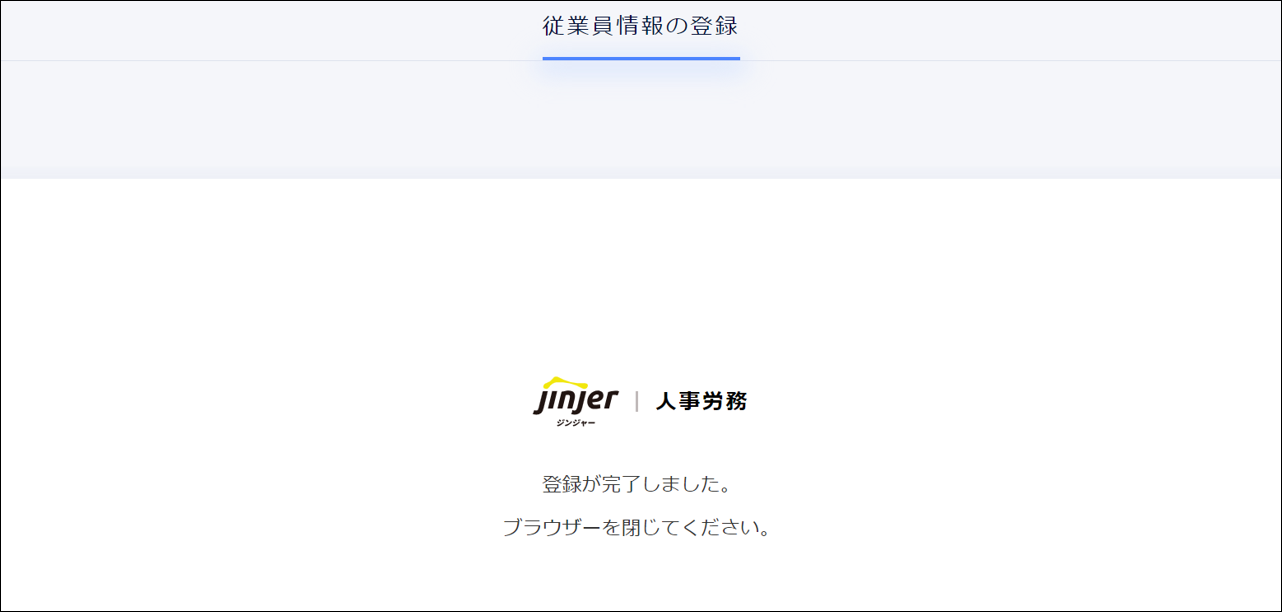 従業員情報の登録
jinjer | 人事労務
ジンジャー
登録が完了しました。
ブラウザーを閉じてください。